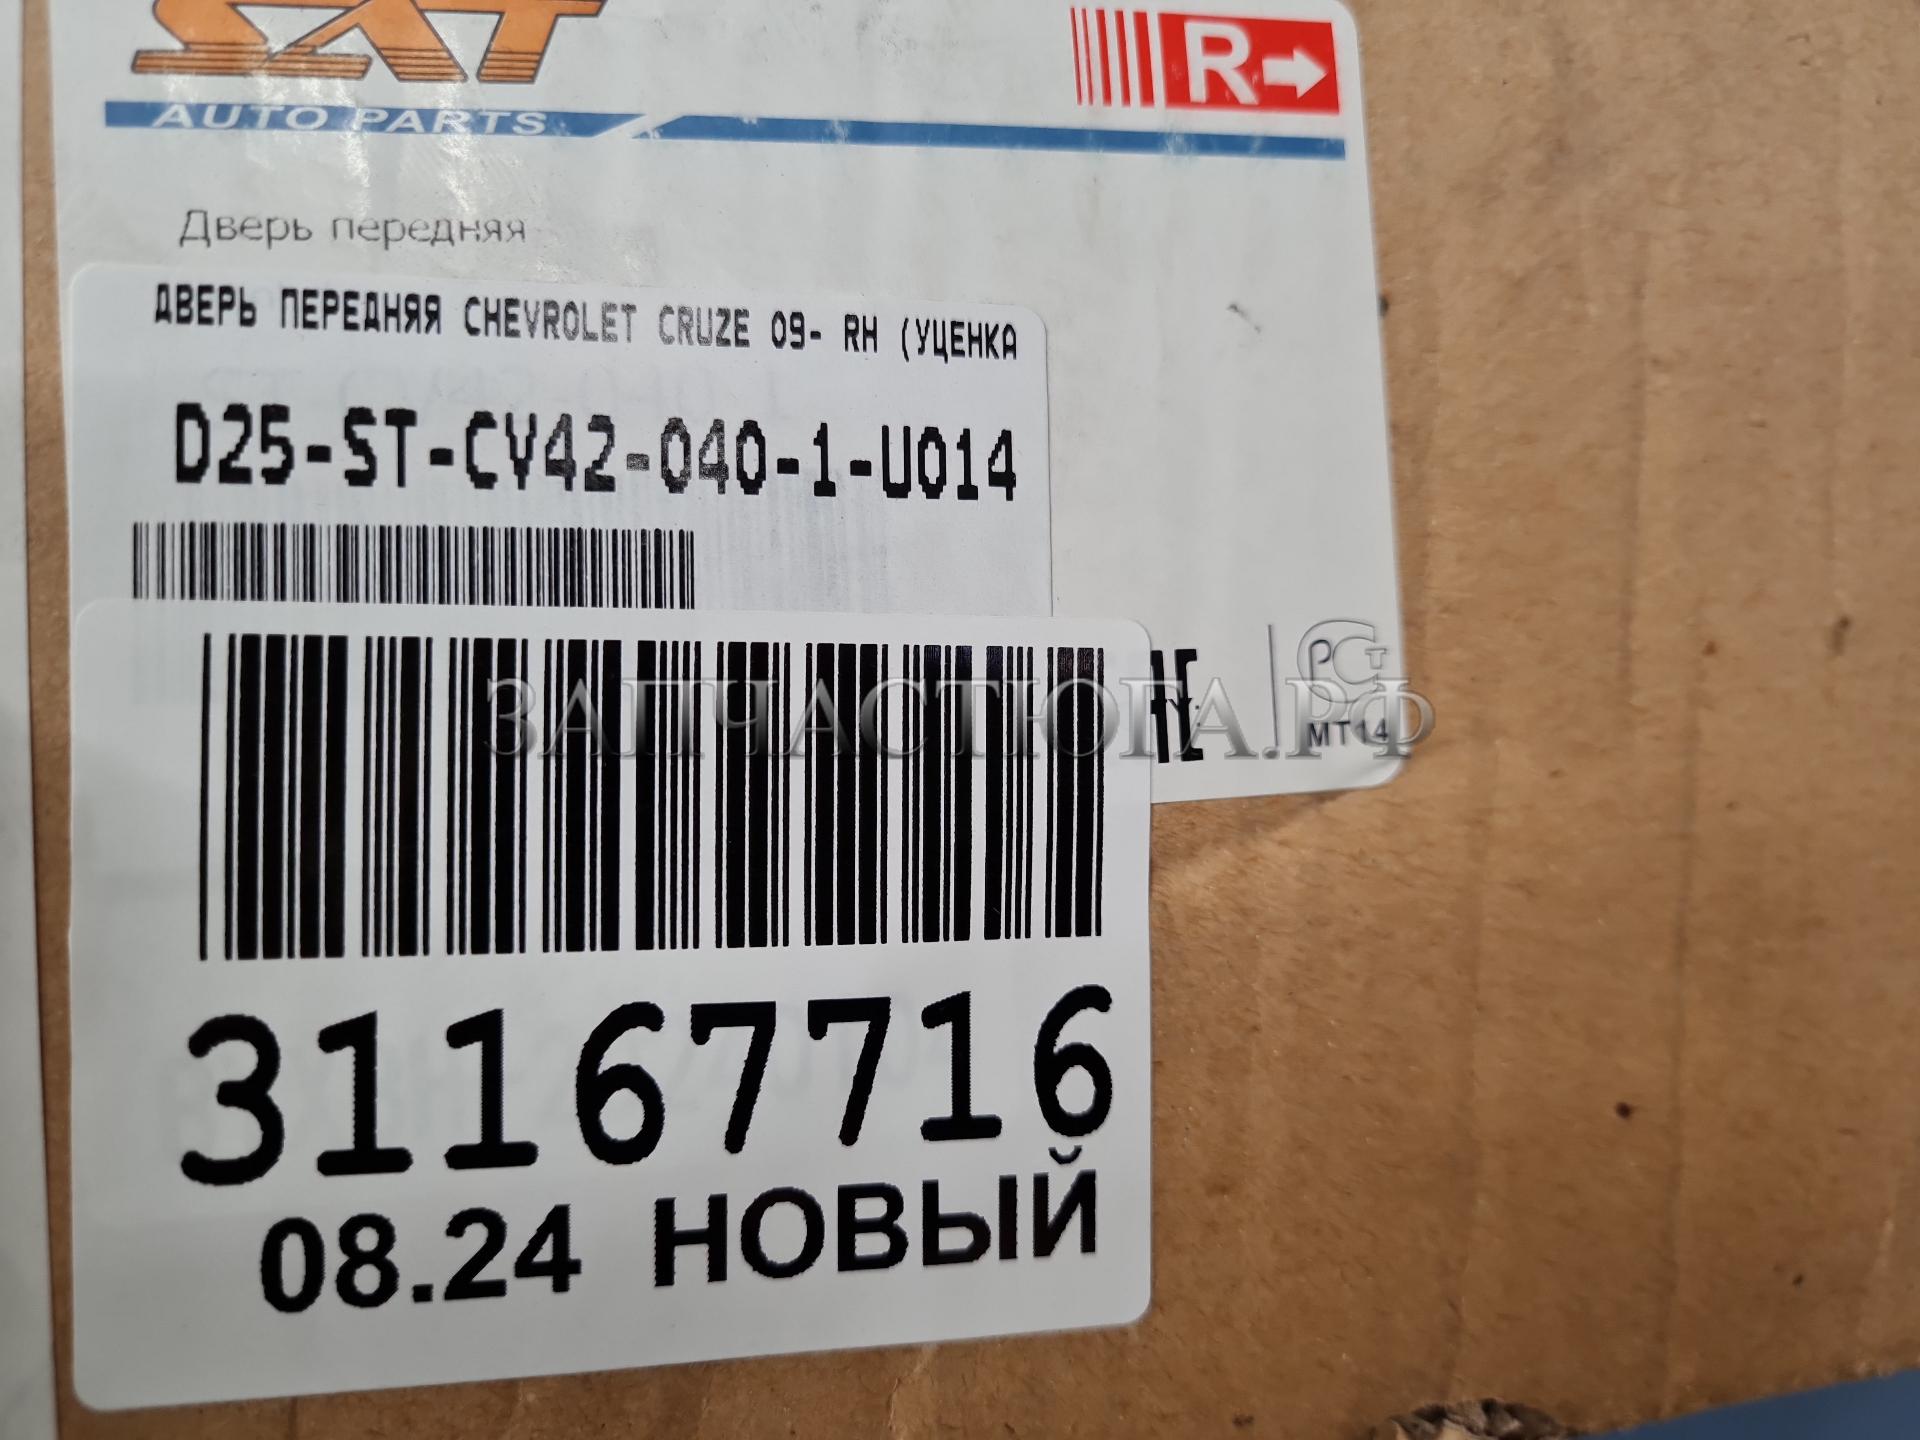 SAT
AUTO PARTS
R
Дверь передняя
ДВЕРЬ ПЕРЕДНЯЯ CHEVROLET CRUZE 09- RH (УЦЕНКА
D25-ST-CV42-040-1-U014
ЗАПЧАСТЮГА.РФ
МТ14
31167716
08.24 НОВЫЙ